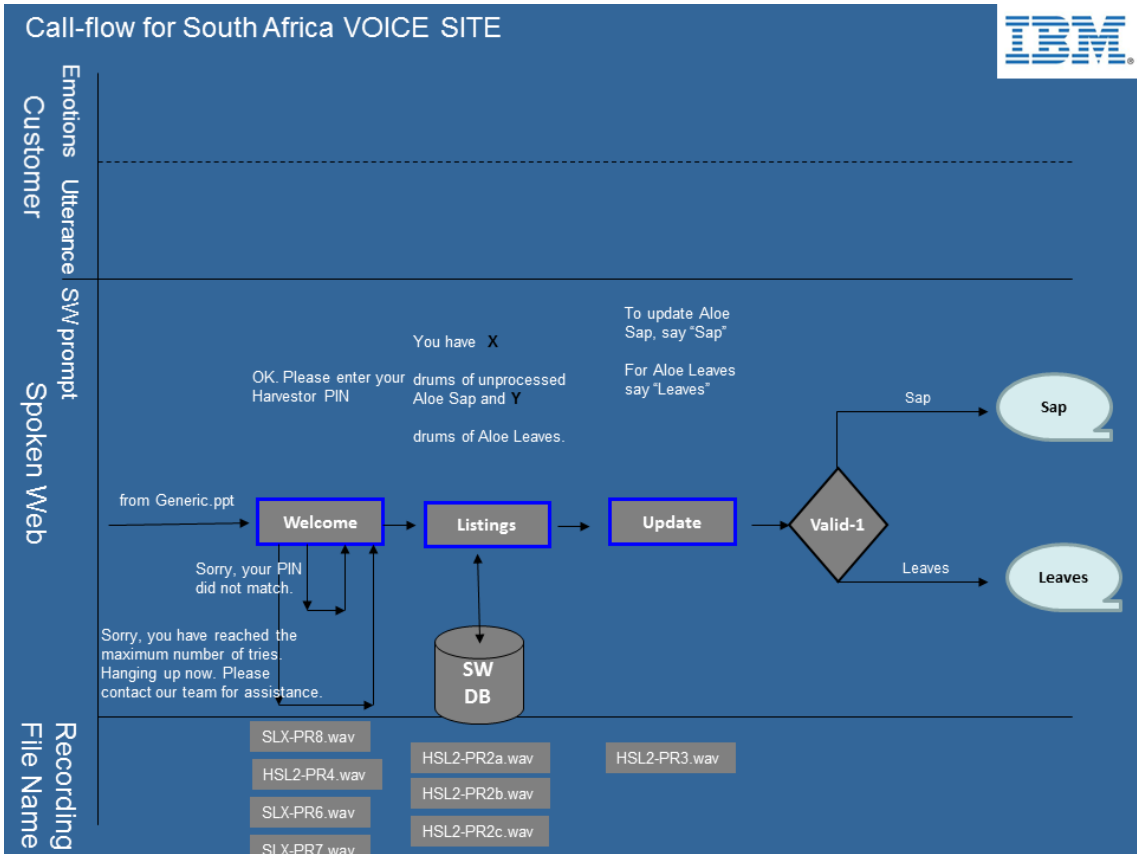 Call-flow for South Africa VOICE SITE
IBM®
Customer
Emotions
Utterance
Spoken Web
SW prompt
Recording
File Name
OK. Please enter your
Harvestor PIN
You have X
drums of unprocessed
Aloe Sap and Y
drums of Aloe Leaves.
To update Aloe
Sap, say “Sap”
For Aloe Leaves
say “Leaves”
from Generic.ppt
Welcome
Listings
Update
Valid-1
Sap
Sap
Leaves
Leaves
Sorry, your PIN
did not match.
Sorry, you have reached the
maximum number of tries.
Hanging up now. Please
contact our team for assistance.
SW
DB
SLX-PR8.wav
HSL2-PR4.wav
SLX-PR6.wav
SLX-PR7.wav
HSL2-PR2a.wav
HSL2-PR2b.wav
HSL2-PR2c.wav
HSL2-PR3.wav